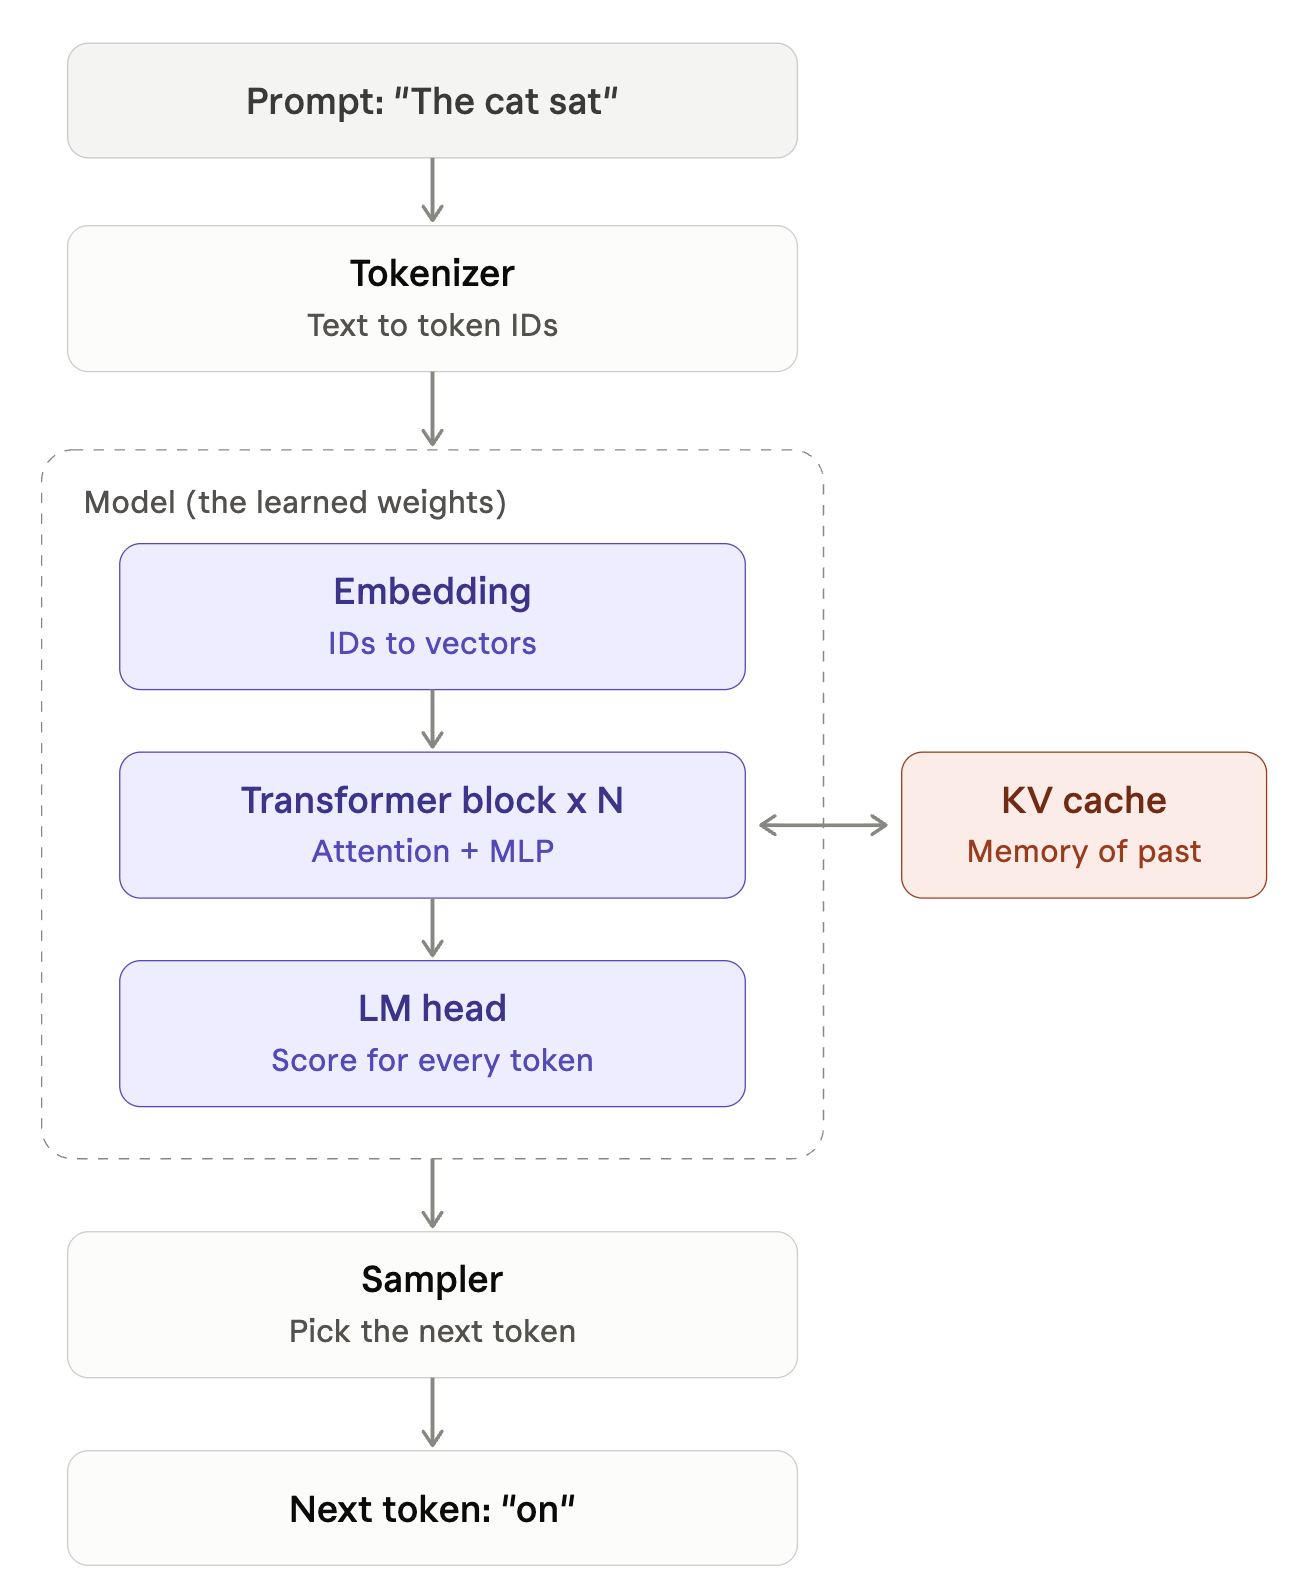 Prompt: "The cat sat"
Tokenizer
Text to token IDs
Model (the learned weights)
Embedding
IDs to vectors
Transformer block x N
Attention + MLP
KV cache
Memory of past
LM head
Score for every token
Sampler
Pick the next token
Next token: "on"